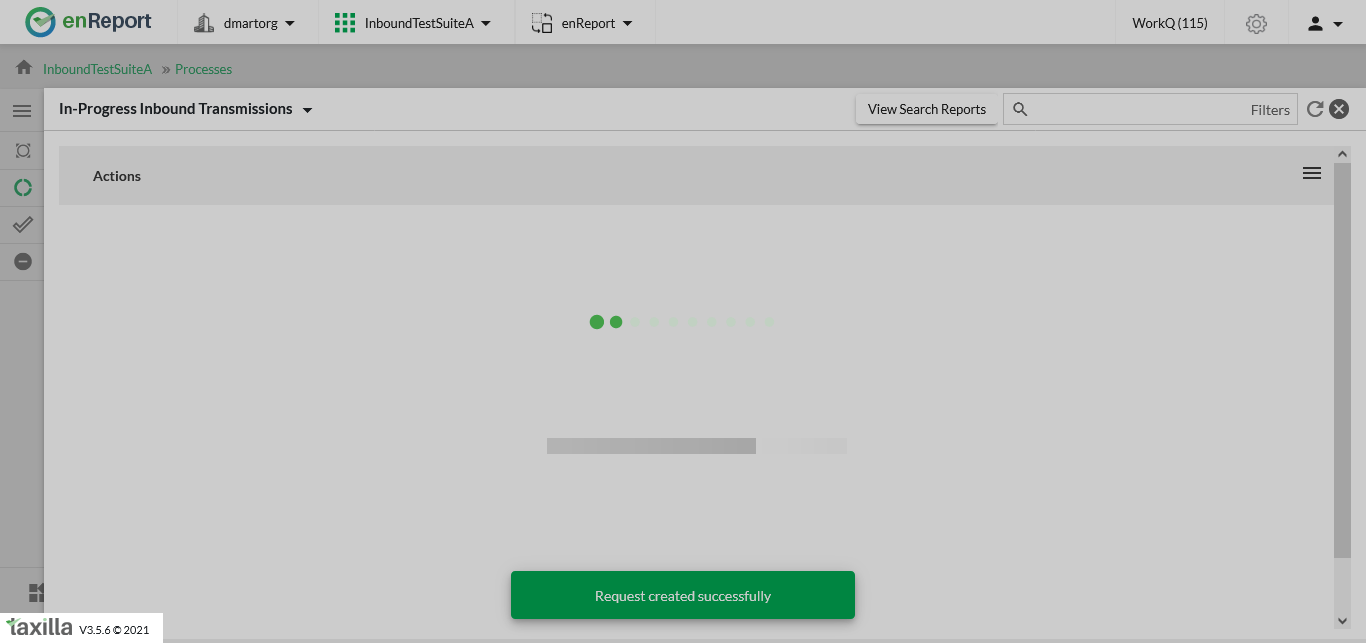 enReport
dmartorg
InboundTestSuiteA
enReport
WorkQ (115)
InboundTestSuiteA » Processes
In-Progress Inbound Transmissions
View Search Reports
Filters
Actions
Request created successfully
taxilla V3.5.6 © 2021